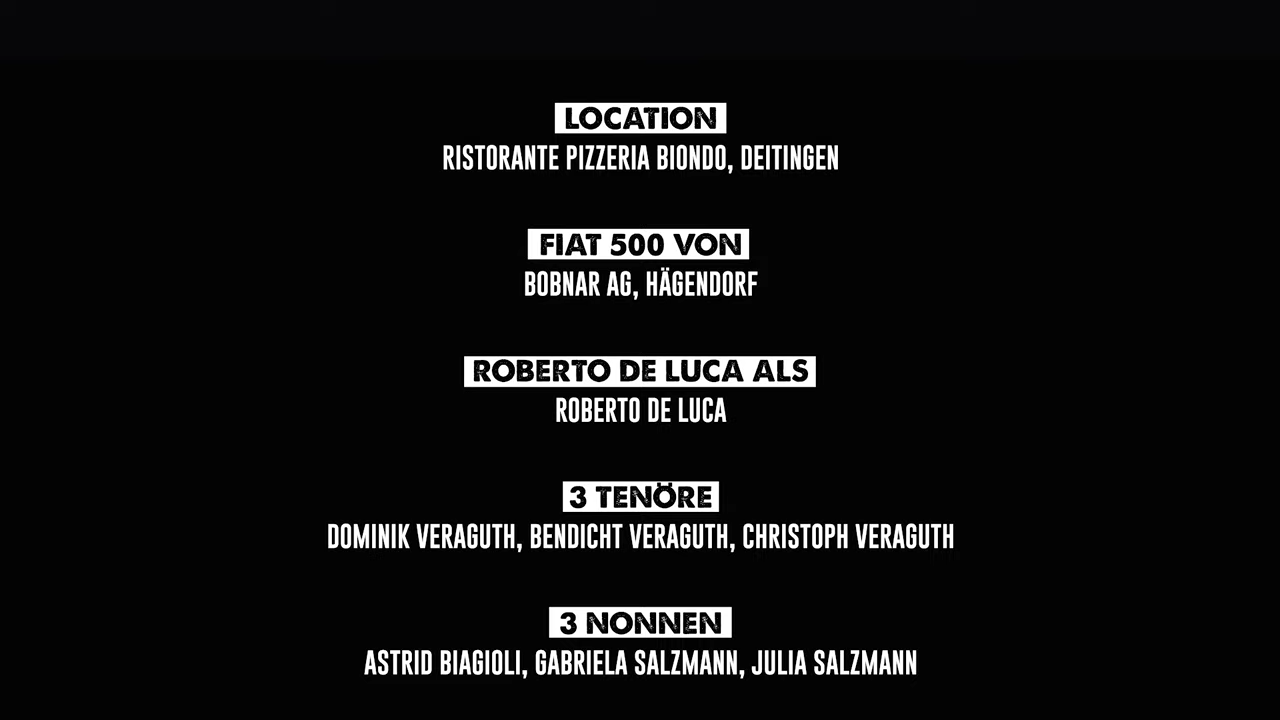 LOCATION
RISTORANTE PIZZERIA BIONDO, DEITINGEN
FIAT 500 VON
BOBNAR AG, HÄGENDORF
ROBERTO DE LUCA ALS
ROBERTO DE LUCA
3 TENÖRE
DOMINIK VERAGUTH, BENDICHT VERAGUTH, CHRISTOPH VERAGUTH
3 NONNEN
ASTRID BIAGIOLI, GABRIELA SALZMANN, JULIA SALZMANN